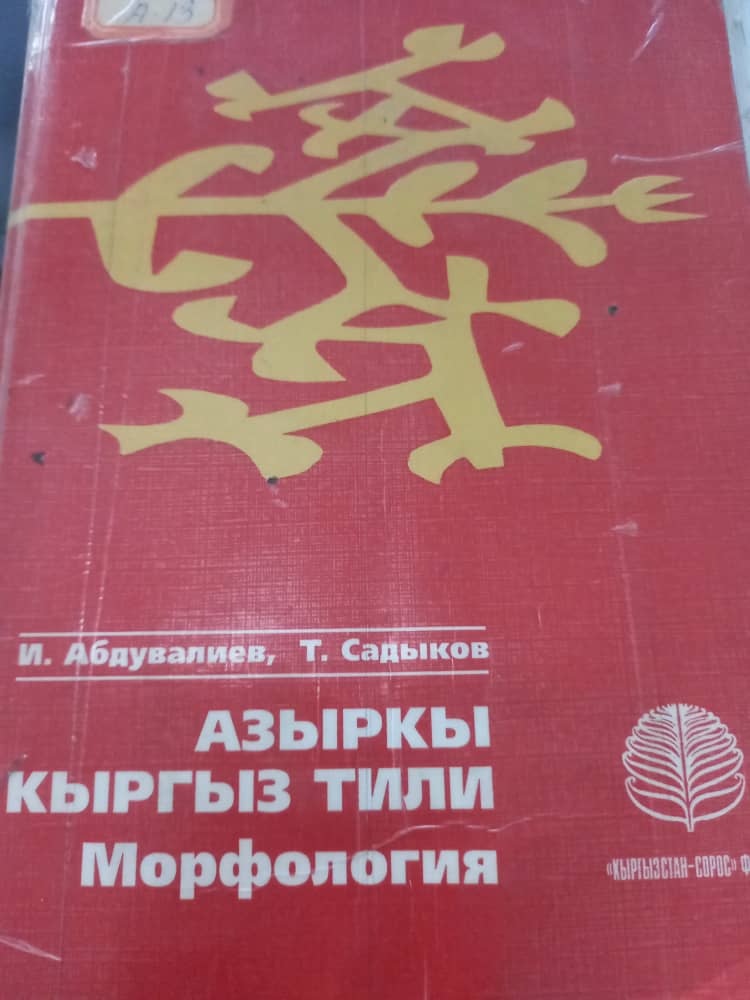 А-13
И. Абдувалиев, Т. Садыков
АЗЫРКЫ
КЫРГЫЗ ТИЛИ
Морфология
«КЫРГЫЗСТАН-СОРОС» Ф